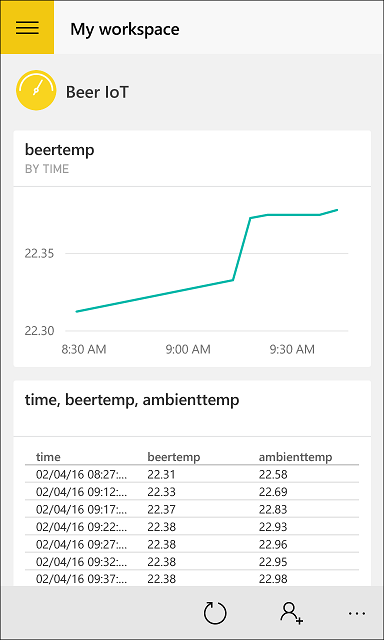 My workspace
Beer IoT
beertemp
BY TIME
22.35
22.30
8:30 AM 9:00 AM 9:30 AM
time, beertemp, ambienttemp
time beertemp ambienttemp
02/04/16 08:27:... 22.31 22.58
02/04/16 09:12:... 22.33 22.69
02/04/16 09:17:... 22.37 22.83
02/04/16 09:22:... 22.38 22.93
02/04/16 09:27:... 22.38 22.96
02/04/16 09:32:... 22.38 22.95
02/04/16 09:37:... 22.38 22.98